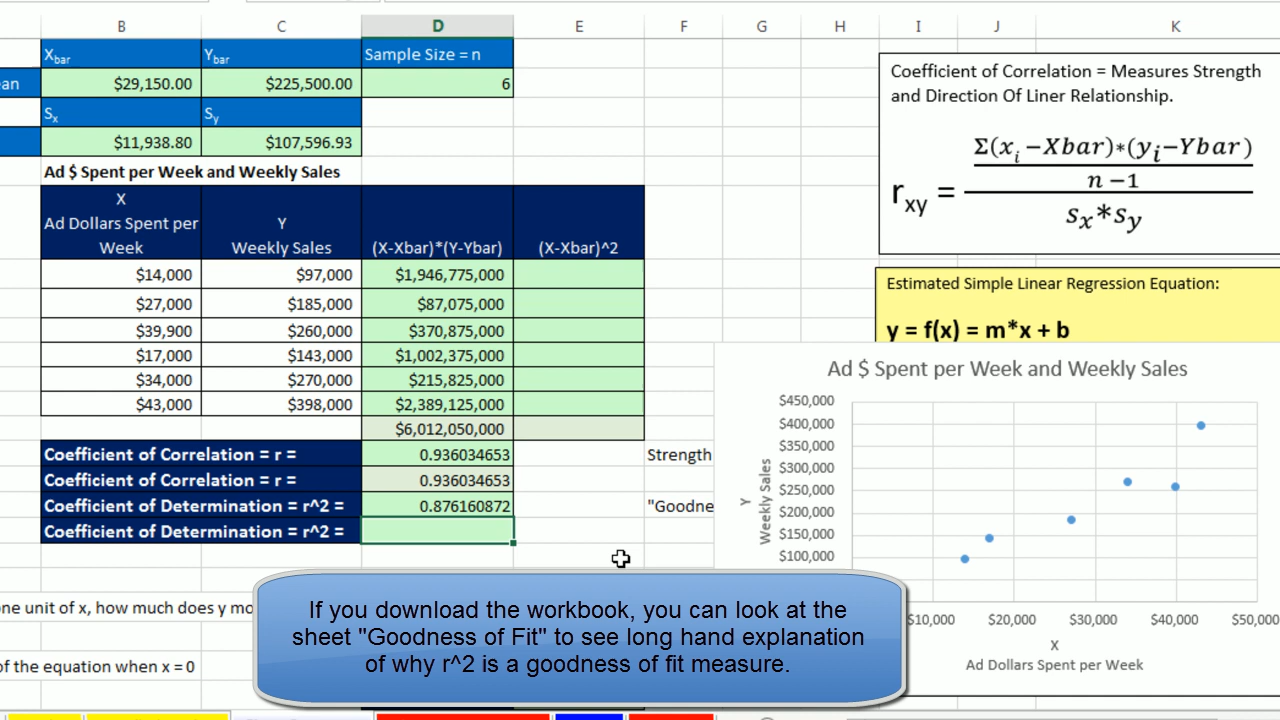 B C D E F G H I J K
Xbar Ybar Sample Size = n
ean $29,150.00 $225,500.00 6
Sx Sy
$11,938.80 $107,596.93
Ad $ Spent per Week and Weekly Sales
X
Ad Dollars Spent per
Week
Y
Weekly Sales
(X-Xbar)*(Y-Ybar)
(X-Xbar)^2
$14,000 $97,000 $1,946,775,000
$27,000 $185,000 $87,075,000
$39,900 $260,000 $370,875,000
$17,000 $143,000 $1,002,375,000
$34,000 $270,000 $215,825,000
$43,000 $398,000 $2,389,125,000
$6,012,050,000
Coefficient of Correlation = r = 0.936034653 Strength
Coefficient of Correlation = r = 0.936034653
Coefficient of Determination = r^2 = 0.876160872 "Goodne
Coefficient of Determination = r^2 =
ne unit of x, how much does y mo
of the equation when x = 0
Coefficient of Correlation = Measures Strength
and Direction Of Liner Relationship.
Σ(xi −Xbar)*(yi−Ybar)
n −1
rxy =
sx*sy
Estimated Simple Linear Regression Equation:
y = f(x) = m*x + b
Ad $ Spent per Week and Weekly Sales
$450,000
$400,000
$350,000
$300,000
$250,000
$200,000
$150,000
$100,000
Y
Weekly Sales
$10,000 $20,000 $30,000 $40,000 $50,000
X
Ad Dollars Spent per Week
If you download the workbook, you can look at the
sheet "Goodness of Fit" to see long hand explanation
of why r^2 is a goodness of fit measure.